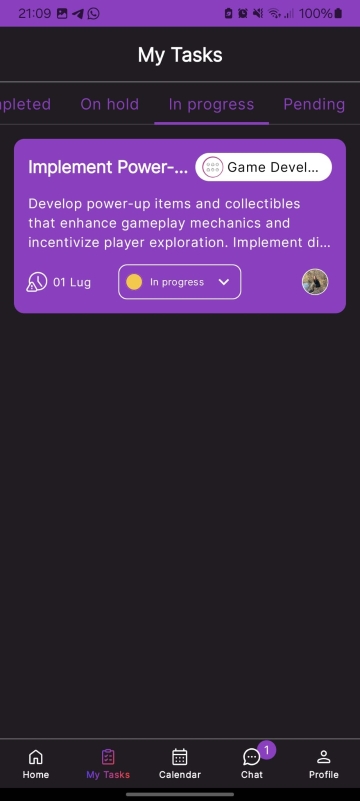 21:09 100%
My Tasks
pleted On hold In progress Pending
Implement Power-... Game Devel...
Develop power-up items and collectibles
that enhance gameplay mechanics and
incentivize player exploration. Implement di...
01 Lug In progress
1
Home My Tasks Calendar Chat Profile